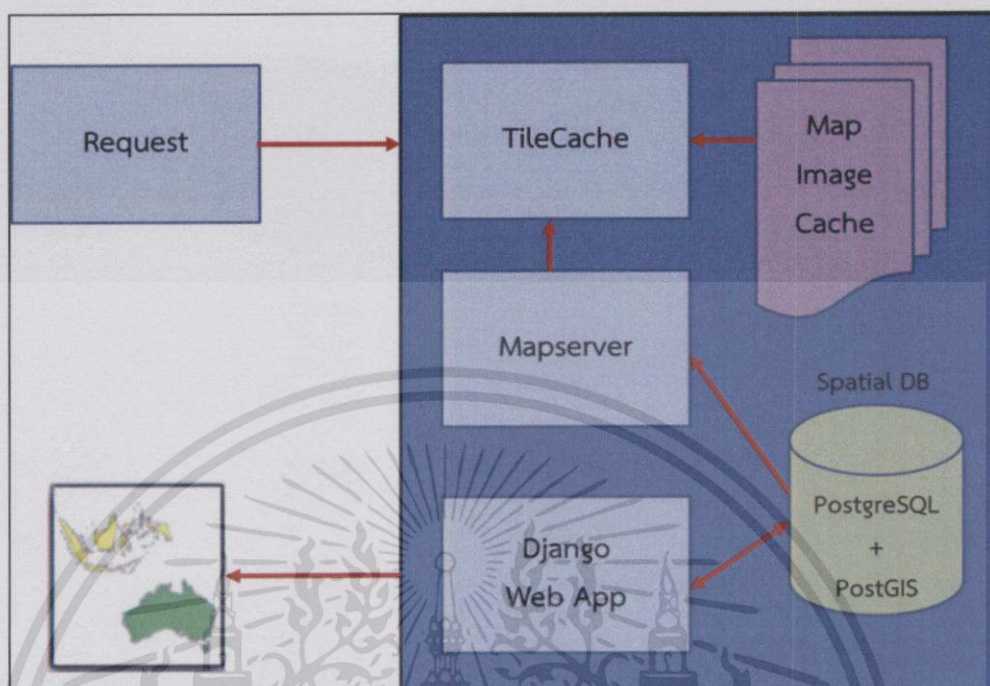 Request
TileCache
Map
Image
Cache
Mapserver
Spatial DB
PostgreSQL
+
PostGIS
Django
Web App